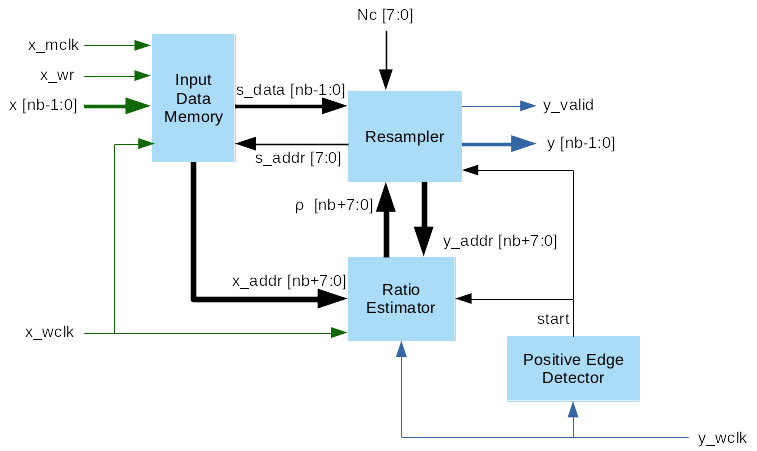 Nc [7:0]
x_mclk
x_wr
x [nb-1:0]
Input
Data
Memory
s_data [nb-1:0]
Resampler
y_valid
y [nb-1:0]
s_addr [7:0]
ρ [nb+7:0]
y_addr [nb+7:0]
x_addr [nb+7:0]
Ratio
Estimator
x_wclk
start
Positive Edge
Detector
y_wclk